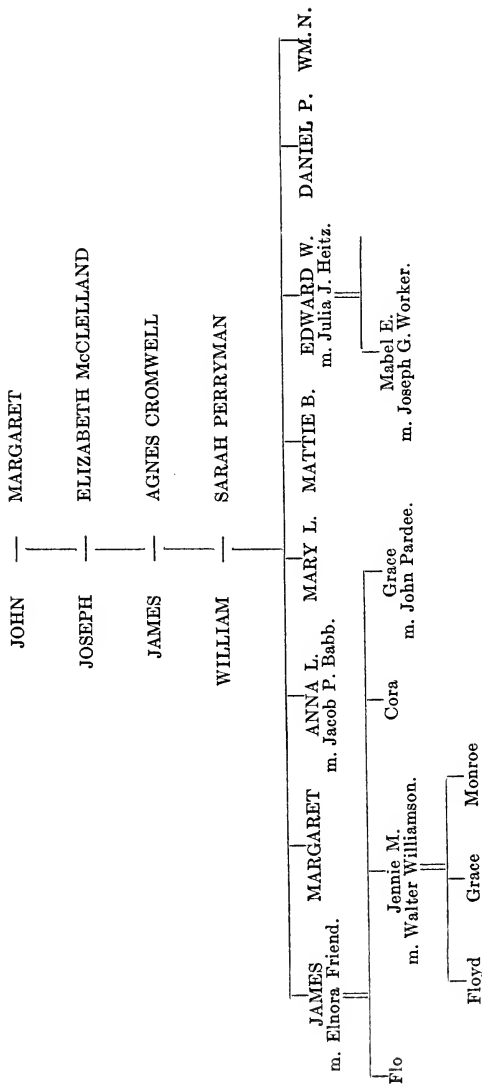 JOHN MARGARET
JOSEPH ELIZABETH McCLELLAND
JAMES AGNES CROMWELL
WILLIAM SARAH PERRYMAN
JAMES MARGARET ANNA L. MARY L. MATTIE B. EDWARD W. DANIEL P. WM. N.
m. Elnora Friend. m. Jacob P. Babb. m. Julia J. Heitz.
Flo Jennie M. Cora Grace Mabel E.
m. Walter Williamson. m. John Pardee. m. Joseph G. Worker.
Floyd Grace Monroe